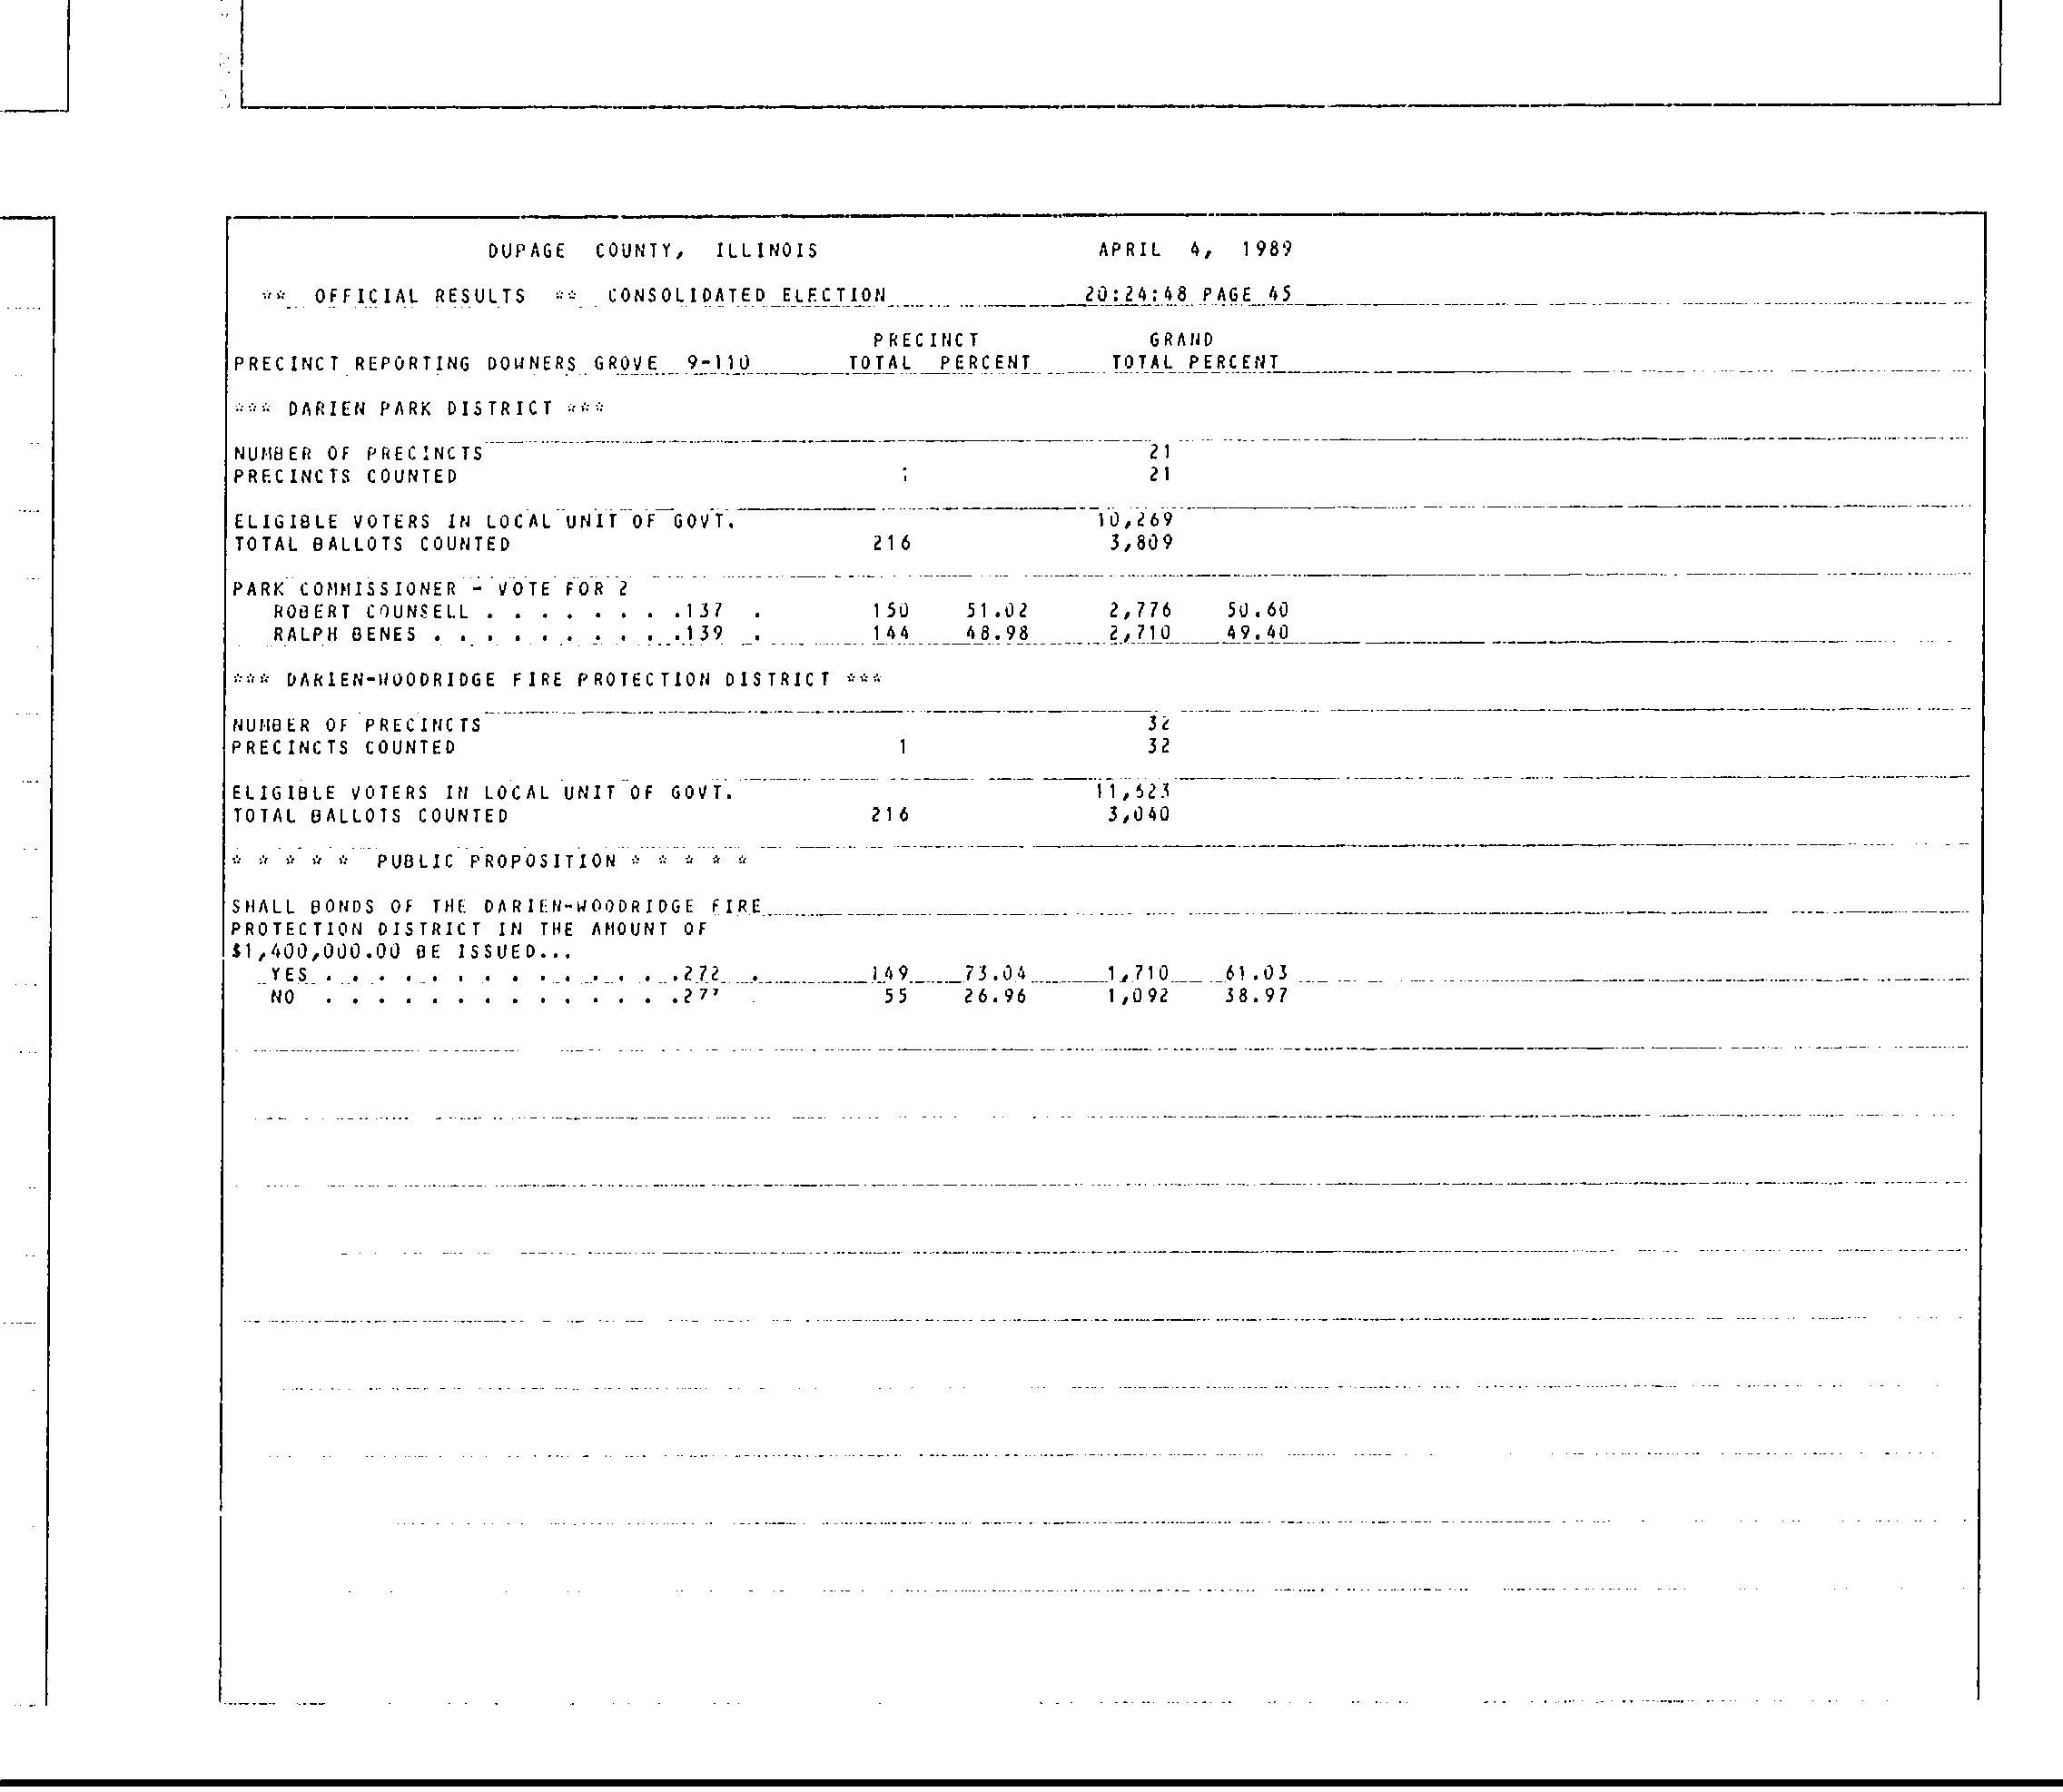 DUPAGE COUNTY, ILLINOIS APRIL 4, 1989
** OFFICIAL RESULTS ** CONSOLIDATED ELECTION 20:24:48 PAGE 45
PRECINCT GRAND
PRECINCT REPORTING DOWNERS GROVE 9-110 TOTAL PERCENT TOTAL PERCENT
*** DARIEN PARK DISTRICT ***
NUMBER OF PRECINCTS 21
PRECINCTS COUNTED 21
ELIGIBLE VOTERS IN LOCAL UNIT OF GOVT. 10,269
TOTAL BALLOTS COUNTED 216 3,809
PARK COMMISSIONER - VOTE FOR 2
ROBERT COUNSELL . . . . . . . .137 . 150 51.02 2,776 50.60
RALPH BENES . . . . . . . . . .139 . 144 48.98 2,710 49.40
*** DARIEN-WOODRIDGE FIRE PROTECTION DISTRICT ***
NUMBER OF PRECINCTS 32
PRECINCTS COUNTED 1 32
ELIGIBLE VOTERS IN LOCAL UNIT OF GOVT.
TOTAL BALLOTS COUNTED 216 3,040
* * * * * PUBLIC PROPOSITION * * * * *
SHALL BONDS OF THE DARIEN-WOODRIDGE FIRE
PROTECTION DISTRICT IN THE AMOUNT OF
$1,400,000.00 BE ISSUED...
YES . . . . . . . . . . . . . .272 . 149 73.04 1,710 61.03
NO . . . . . . . . . . . . . . 55 26.96 1,092 38.97